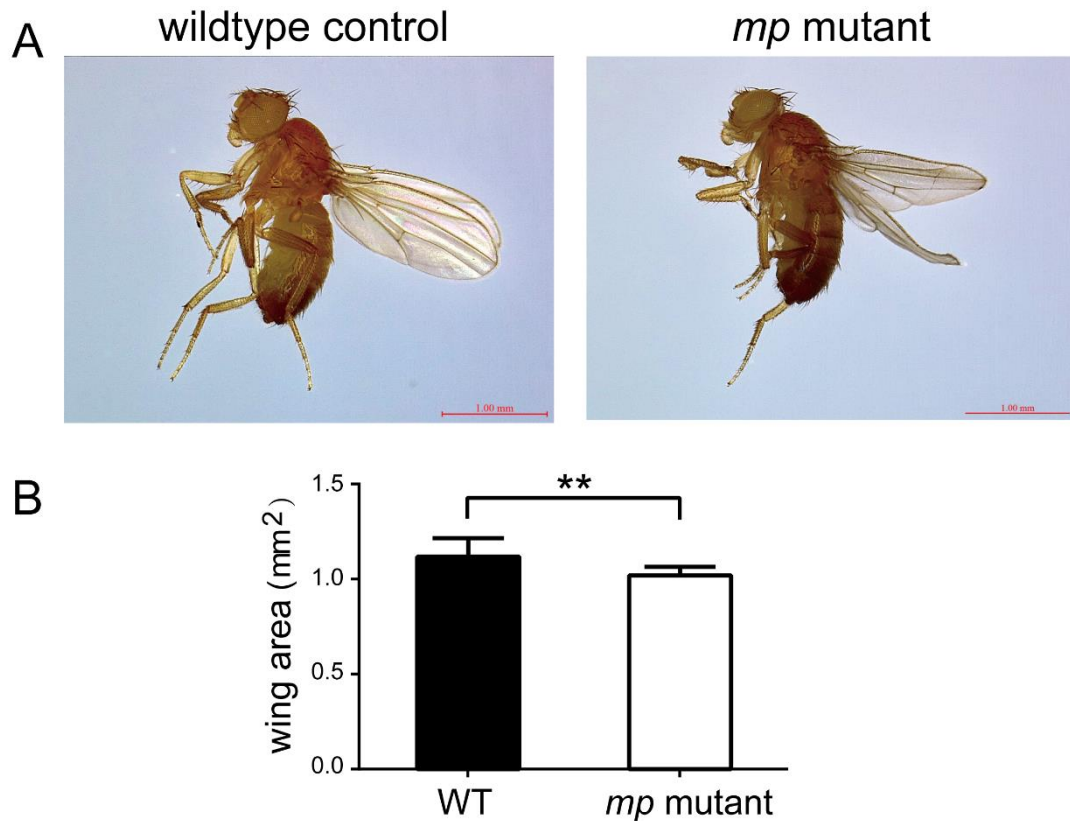 A
wildtype control
mp mutant
1.00 mm
1.00 mm
B
wing area (mm²)
1.5
**
1.0
0.5
0.0
WT
mp mutant